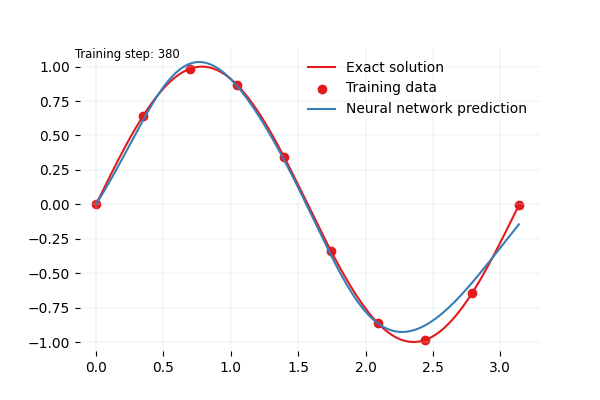 Training step: 380
Exact solution
Training data
Neural network prediction
1.00
0.75
0.50
0.25
0.00
−0.25
−0.50
−0.75
−1.00
0.0 0.5 1.0 1.5 2.0 2.5 3.0